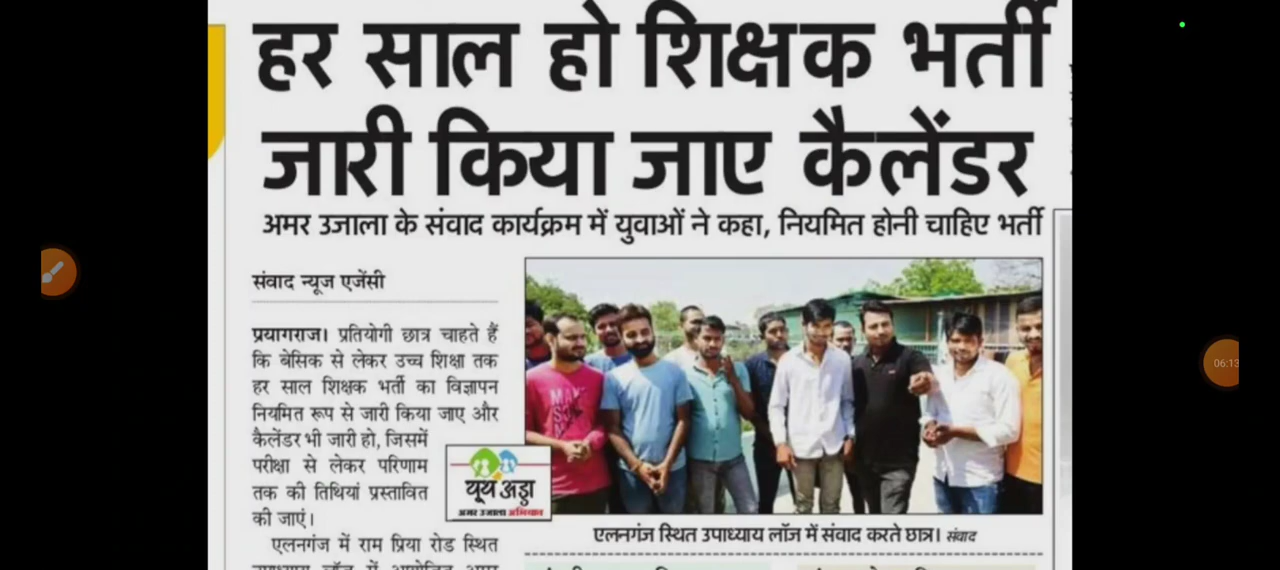 हर साल हो शिक्षक भर्ती
जारी किया जाए कैलेंडर
अमर उजाला के संवाद कार्यक्रम में युवाओं ने कहा, नियमित होनी चाहिए भर्ती
संवाद न्यूज एजेंसी
प्रयागराज। प्रतियोगी छात्र चाहते हैं
कि बेसिक से लेकर उच्च शिक्षा तक
हर साल शिक्षक भर्ती का विज्ञापन
नियमित रूप से जारी किया जाए और
कैलेंडर भी जारी हो, जिसमें
परीक्षा से लेकर परिणाम
तक की तिथियां प्रस्तावित
की जाएं।
एलनगंज में राम प्रिया रोड स्थित
यूथ अड्डा
अमर उजाला अभियान
एलनगंज स्थित उपाध्याय लॉज में संवाद करते छात्र। संवाद
06:13